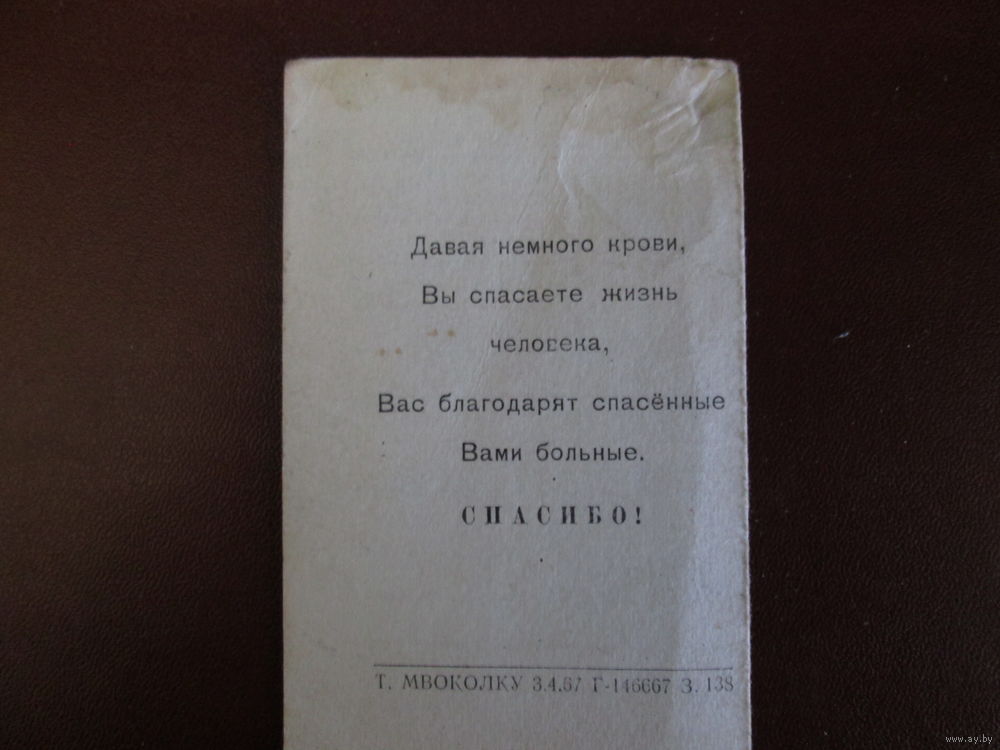 Давая немного крови,
Вы спасаете жизнь
человека,
Вас благодарят спасённые
Вами больные.
СПАСИБО!
Т. МВОКОЛКУ 3.4.67 Г-146667 З. 138
www.ay.by